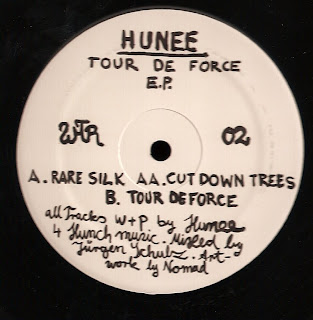 HUNEE
TOUR DE FORCE
E.P.
WTR 02
A. RARE SILK AA. CUT DOWN TREES
B. TOUR DE FORCE
all Tracks W+P by Hunee
4 Hunch music. Mixed by
Jürgen Schulz. Art-
work by Nomad